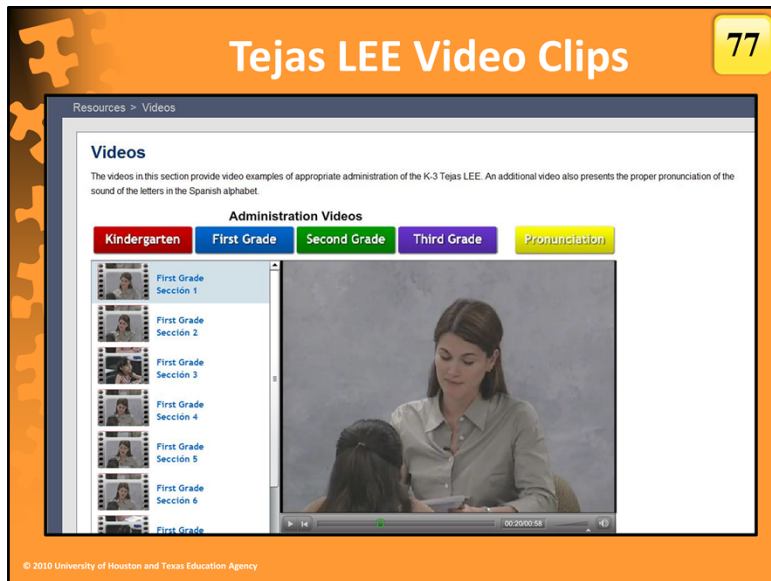 Tejas LEE Video Clips
77
Resources > Videos
Videos
The videos in this section provide video examples of appropriate administration of the K-3 Tejas LEE. An additional video also presents the proper pronunciation of the
sound of the letters in the Spanish alphabet.
Administration Videos
Kindergarten
First Grade
Second Grade
Third Grade
Pronunciation
First Grade
Sección 1
First Grade
Sección 2
First Grade
Sección 3
First Grade
Sección 4
First Grade
Sección 5
First Grade
Sección 6
First Grade
00:20/00:58
© 2010 University of Houston and Texas Education Agency